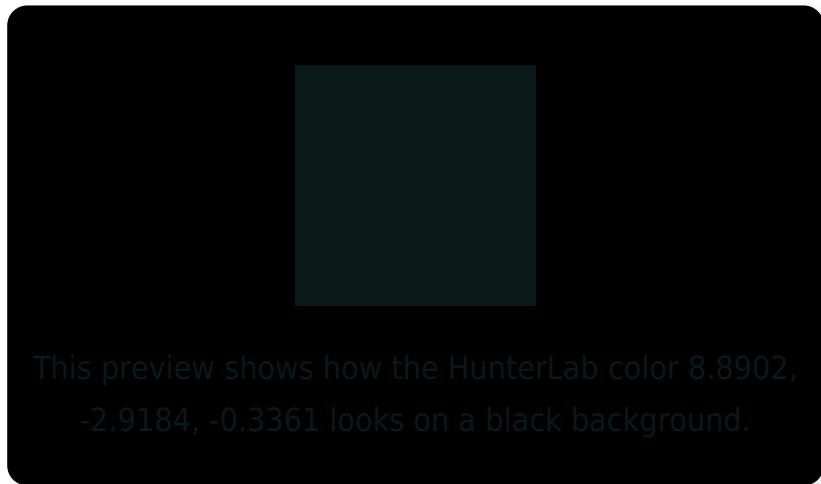 This preview shows how the HunterLab color 8.8902,
-2.9184, -0.3361 looks on a black background.